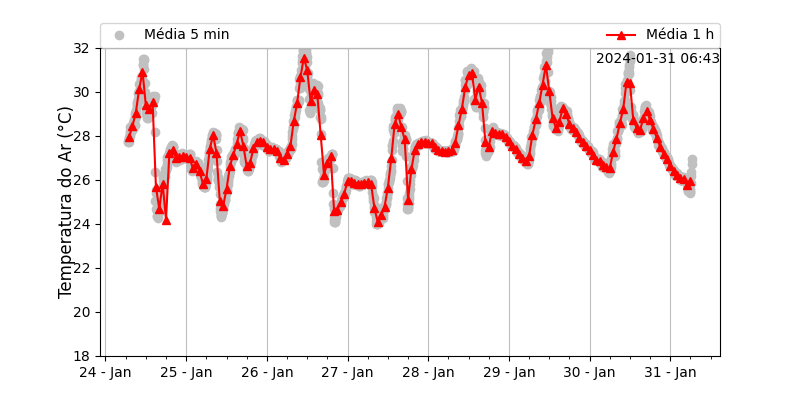 Média 5 min
Média 1 h
2024-01-31 06:43
Temperatura do Ar (°C)
32
30
28
26
24
22
20
18
24 - Jan
25 - Jan
26 - Jan
27 - Jan
28 - Jan
29 - Jan
30 - Jan
31 - Jan